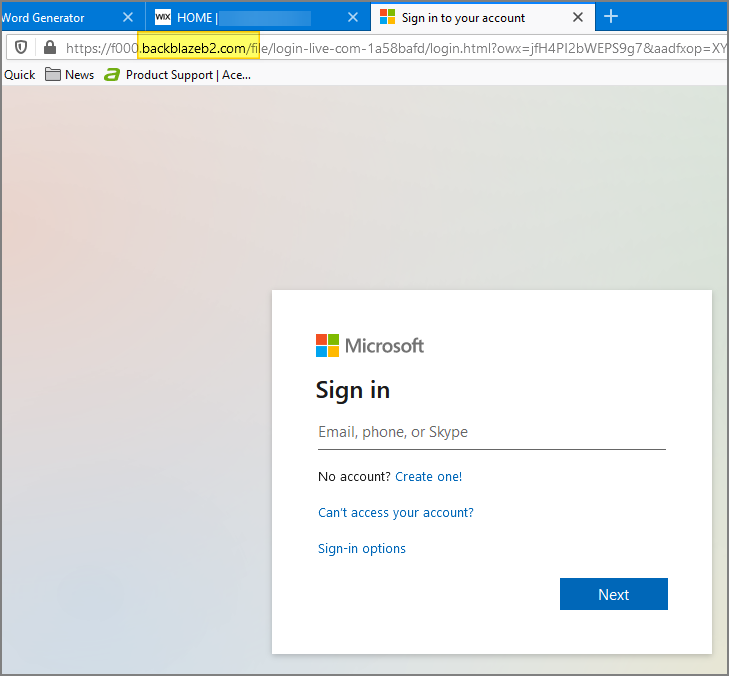 Word Generator
WIX HOME |
Sign in to your account
https://f000.backblazeb2.com/file/login-live-com-1a58bafd/login.html?owx=jfH4PI2bWEPS9g7&aadfxop=XY
Quick News Product Support | Ace...
Microsoft
Sign in
Email, phone, or Skype
No account? Create one!
Can't access your account?
Sign-in options
Next